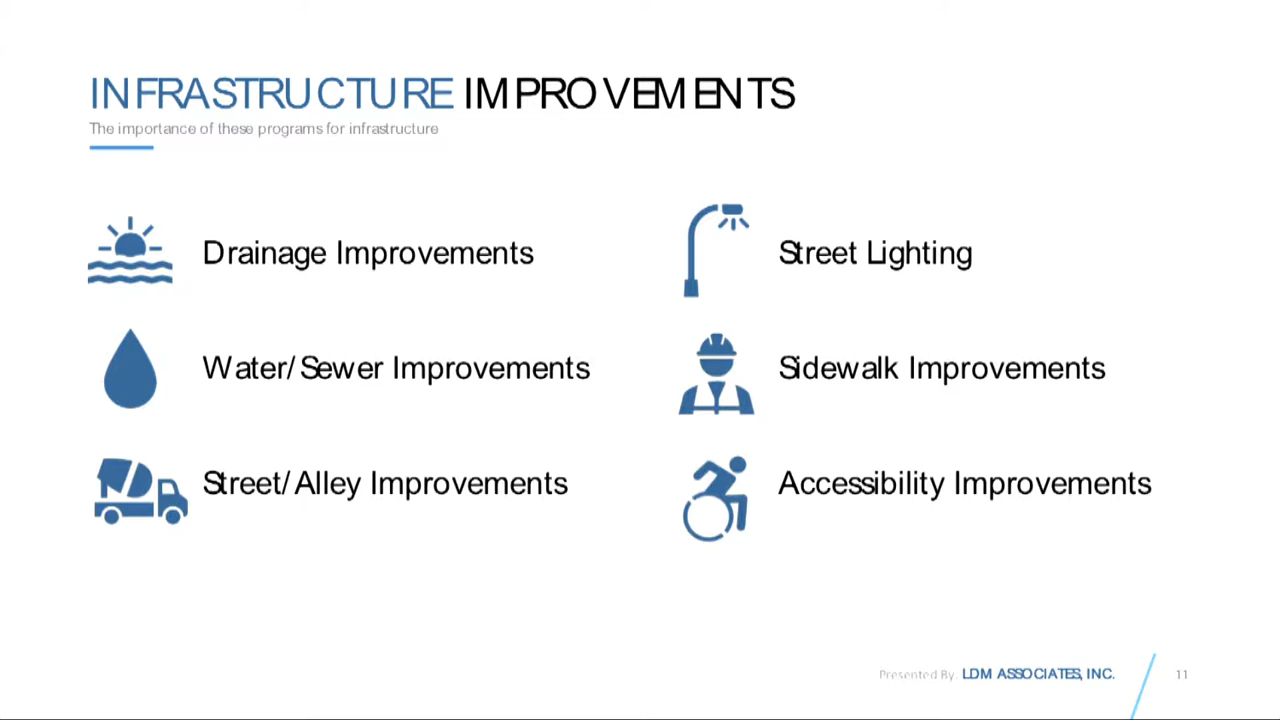 INFRASTRUCTURE IMPROVEMENTS
The importance of these programs for infrastructure
Drainage Improvements
Water/Sewer Improvements
Street/Alley Improvements
Street Lighting
Sidewalk Improvements
Accessibility Improvements
Presented By. LDM ASSOCIATES, INC.
11